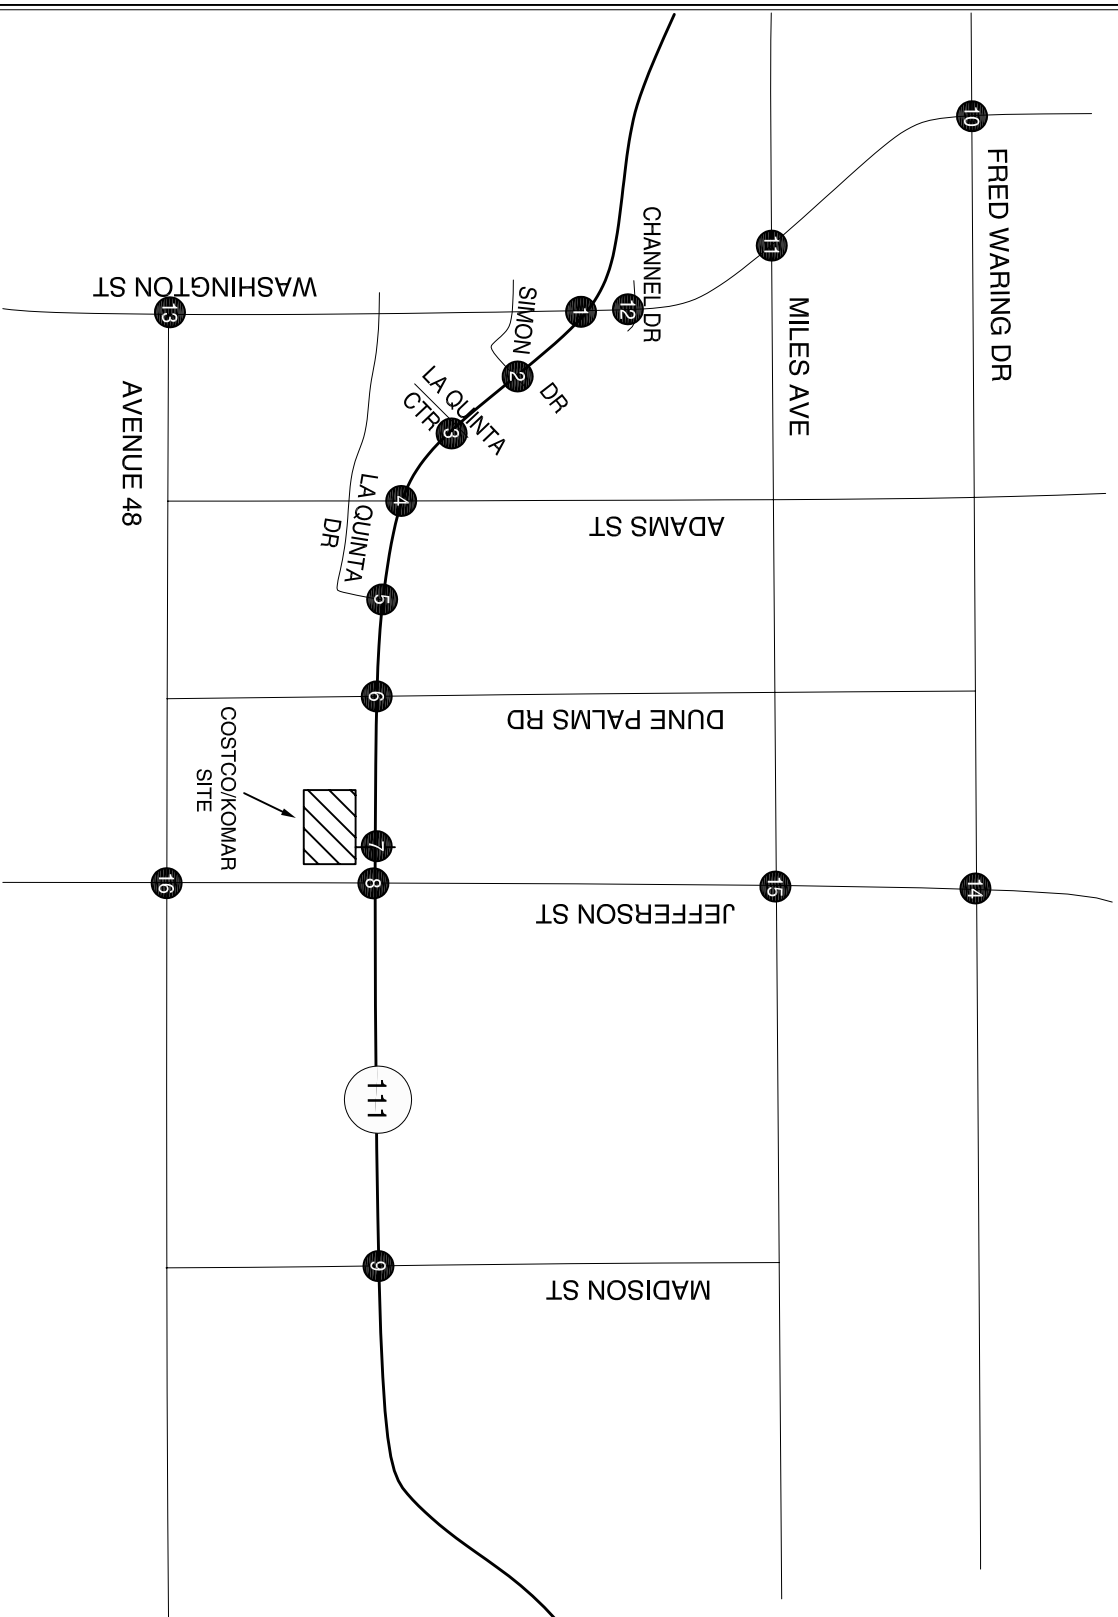 FRED WARING DR
MILES AVE
CHANNEL DR
SIMON
DR
LA QUINTA
CTR
LA QUINTA
DR
AVENUE 48
WASHINGTON ST
ADAMS ST
DUNE PALMS RD
JEFFERSON ST
MADISON ST
COSTCO/KOMAR
SITE
111
1
2
3
4
5
6
7
8
9
10
11
12
13
14
15
16